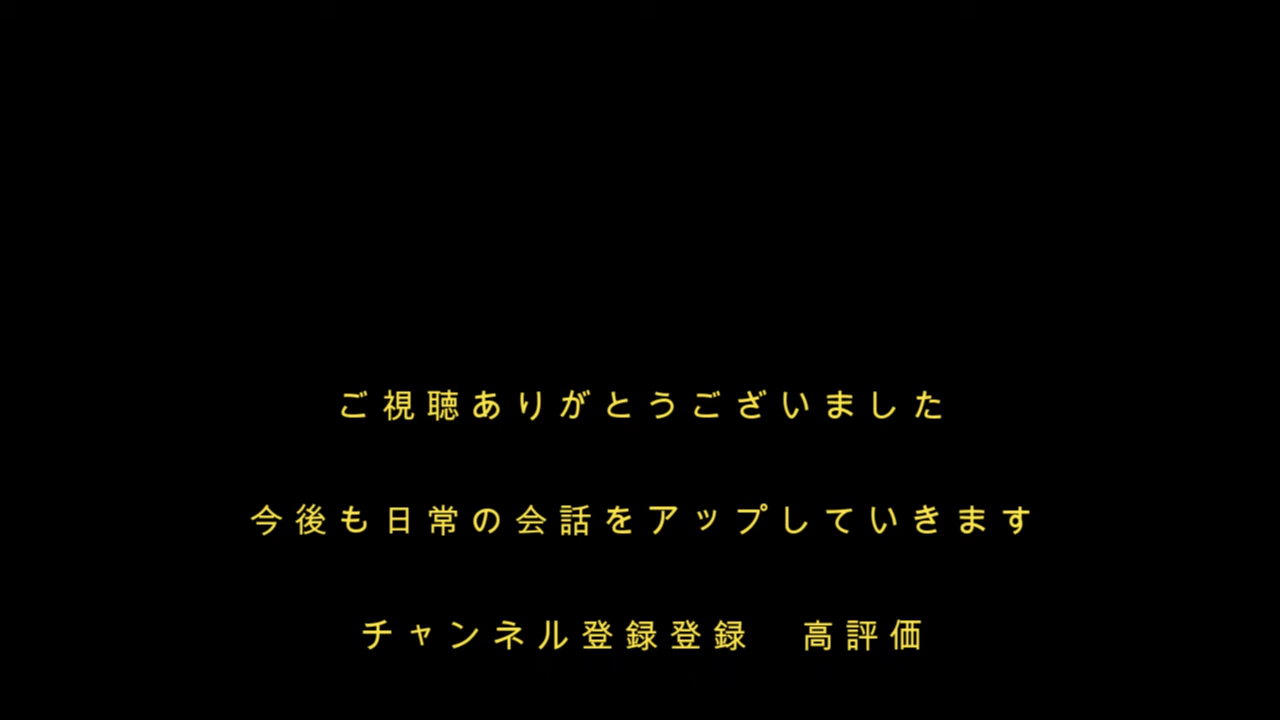 ご視聴ありがとうございました
今後も日常の会話をアップしていきます
チャンネル登録登録　高評価